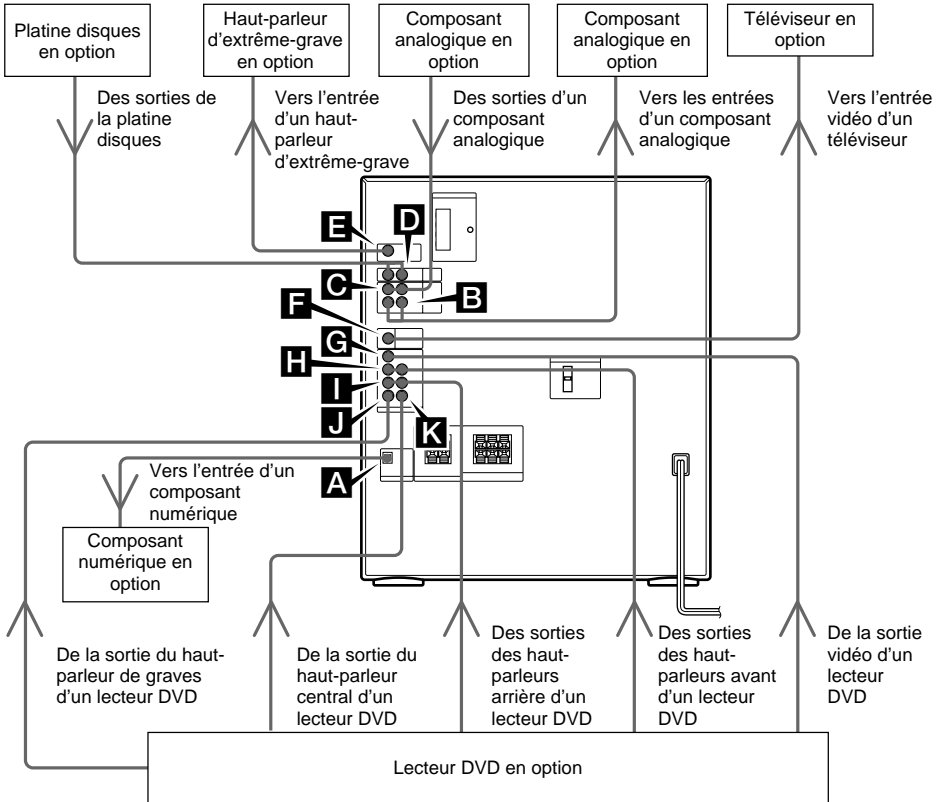 Platine disques
en option
Haut-parleur
d'extrême-grave
en option
Composant
analogique en
option
Composant
analogique en
option
Téléviseur en
option
Des sorties de
la platine
disques
Vers l'entrée
d'un haut-
parleur
d'extrême-grave
Des sorties d'un
composant
analogique
Vers les entrées
d'un composant
analogique
Vers l'entrée
vidéo d'un
téléviseur
E
D
C
B
F
G
H
I
J
K
A
Vers l'entrée d'un
composant
numérique
Composant
numérique en
option
De la sortie du haut-
parleur de graves
d'un lecteur DVD
De la sortie du
haut-parleur
central d'un
lecteur DVD
Des sorties
des haut-
parleurs
arrière d'un
lecteur DVD
Des sorties
des haut-
parleurs avant
d'un lecteur
DVD
De la sortie
vidéo d'un
lecteur
DVD
Lecteur DVD en option